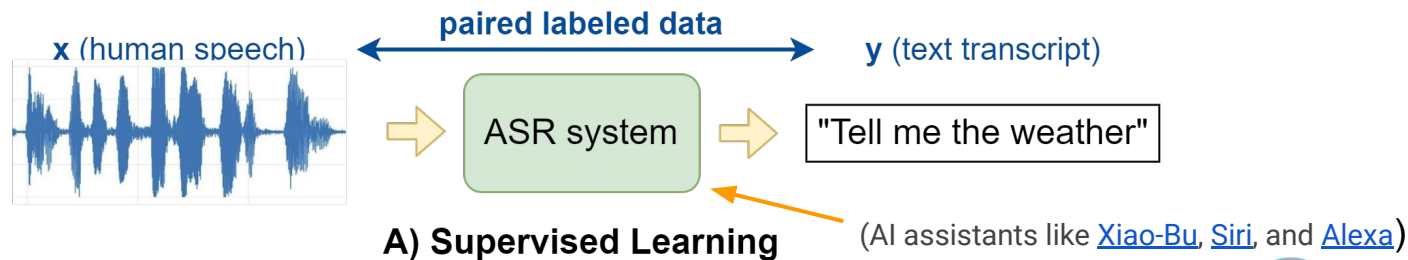 paired labeled data
x (human speech)
y (text transcript)
ASR system
"Tell me the weather"
A) Supervised Learning
(AI assistants like Xiao-Bu, Siri, and Alexa)